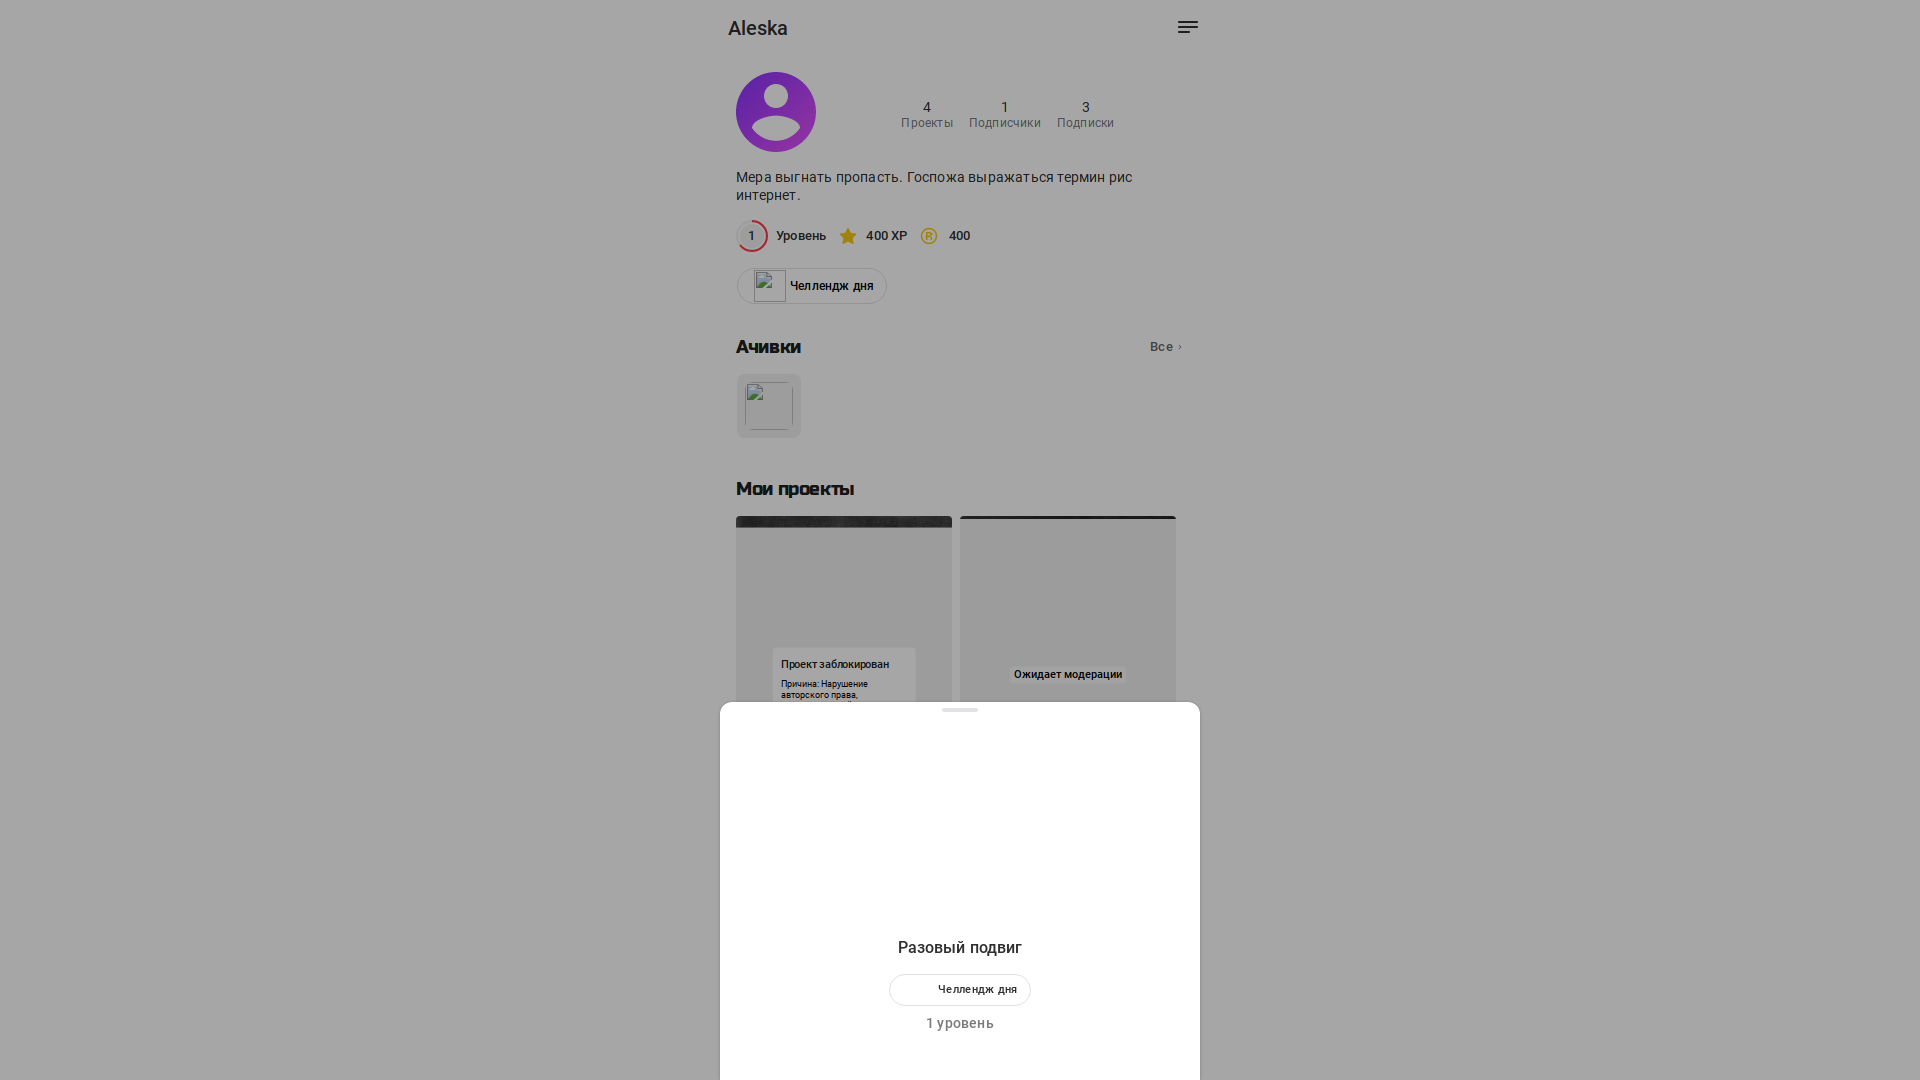 Aleska
4
1
3
Проекты
Подписчики
Подписки
Мера выгнать пропасть. Госпожа выражаться термин рис
интернет.
1 Уровень 400 XP 400
Челлендж дня
Ачивки
Все ›
Мои проекты
Проект заблокирован
Причина: Нарушение
авторского права,
Ожидает модерации
Разовый подвиг
Челлендж дня
1 уровень